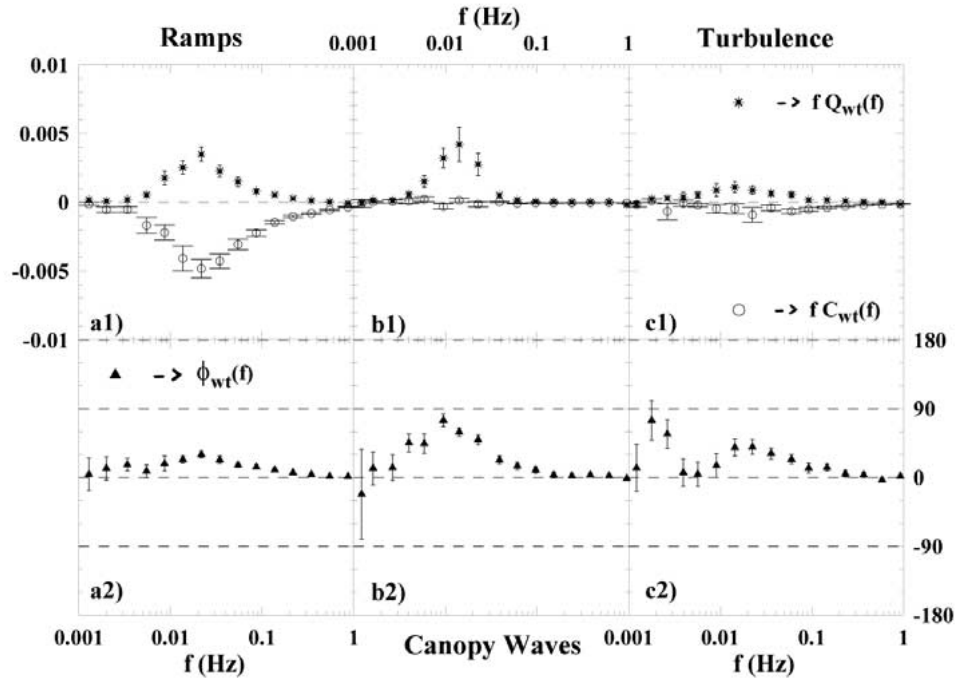 f (Hz)
Ramps 0.001 0.01 0.1 1 Turbulence
0.01
0.005
0
-0.005
-0.01
* -> f Q_wt(f)
○ -> f C_wt(f)
a1) b1) c1)
▲ -> ϕ_wt(f)
180
90
0
-90
-180
a2) b2) c2)
0.001 0.01 0.1 1 0.001 0.01 0.1 1
f (Hz) Canopy Waves f (Hz)